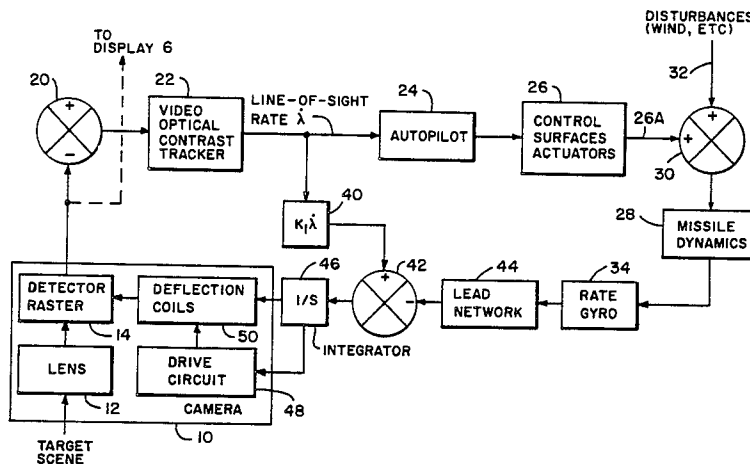 TO
DISPLAY 6
DISTURBANCES
(WIND, ETC)
20
22
24
26
32
VIDEO
OPTICAL
CONTRAST
TRACKER
LINE-OF-SIGHT
RATE λ̇
AUTOPILOT
CONTROL
SURFACES
ACTUATORS
26A
+
−
+
+
30
40
K₁λ̇
28
MISSILE
DYNAMICS
46
42
44
34
DETECTOR
RASTER
DEFLECTION
COILS
1/S
+
−
LEAD
NETWORK
RATE
GYRO
14
50
INTEGRATOR
LENS
DRIVE
CIRCUIT
12
48
CAMERA
10
TARGET
SCENE